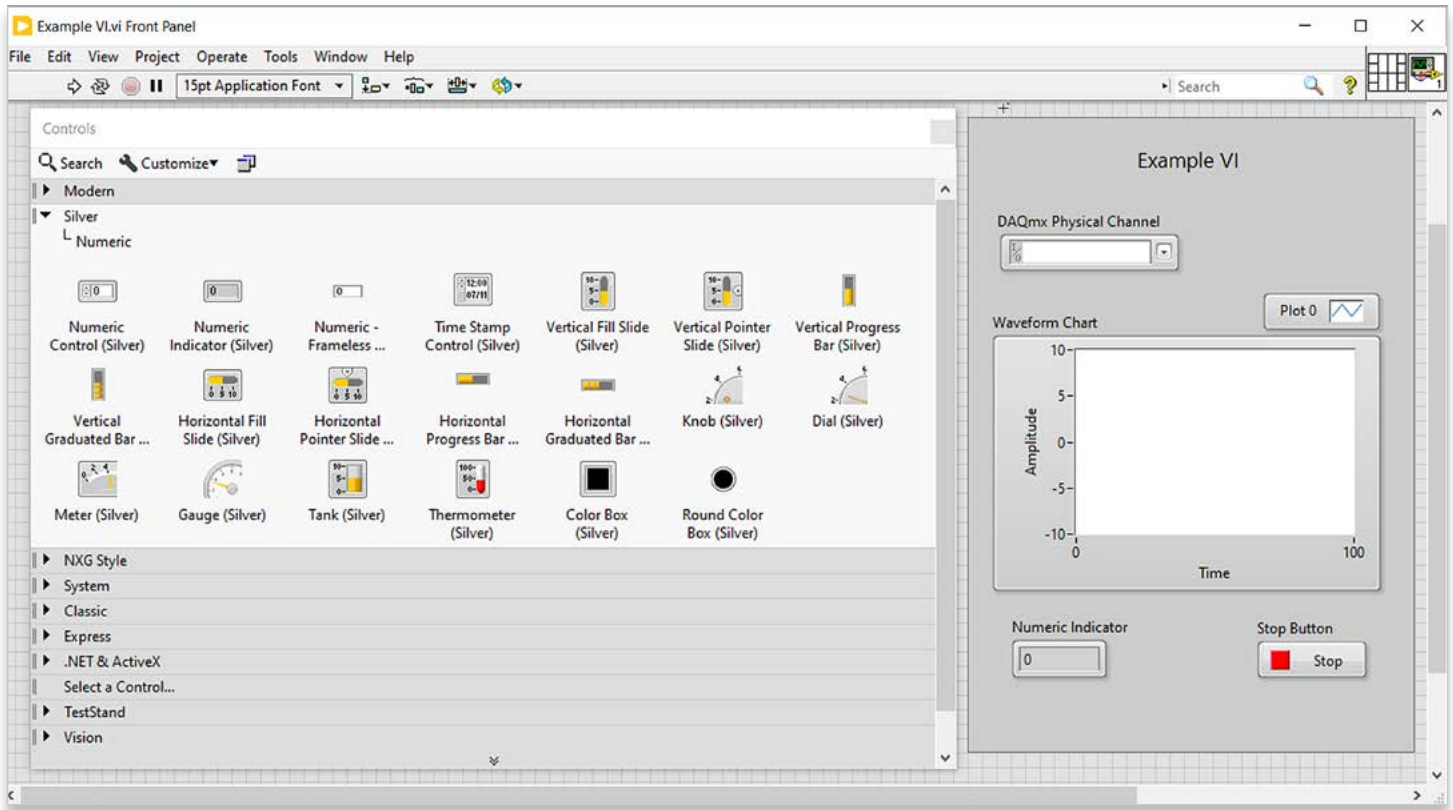 Example VI.vi Front Panel
File Edit View Project Operate Tools Window Help
15pt Application Font
Search
1
Controls
Search Customize
Modern
Silver
Numeric
Numeric Control (Silver)
Numeric Indicator (Silver)
Numeric - Frameless ...
Time Stamp Control (Silver)
Vertical Fill Slide (Silver)
Vertical Pointer Slide (Silver)
Vertical Progress Bar (Silver)
Vertical Graduated Bar ...
Horizontal Fill Slide (Silver)
Horizontal Pointer Slide ...
Horizontal Progress Bar ...
Horizontal Graduated Bar ...
Knob (Silver)
Dial (Silver)
Meter (Silver)
Gauge (Silver)
Tank (Silver)
Thermometer (Silver)
Color Box (Silver)
Round Color Box (Silver)
NXG Style
System
Classic
Express
.NET & ActiveX
Select a Control...
TestStand
Vision
Example VI
DAQmx Physical Channel
Plot 0
Waveform Chart
10
5
0
-5
-10
Amplitude
0 100
Time
Numeric Indicator
0
Stop Button
Stop